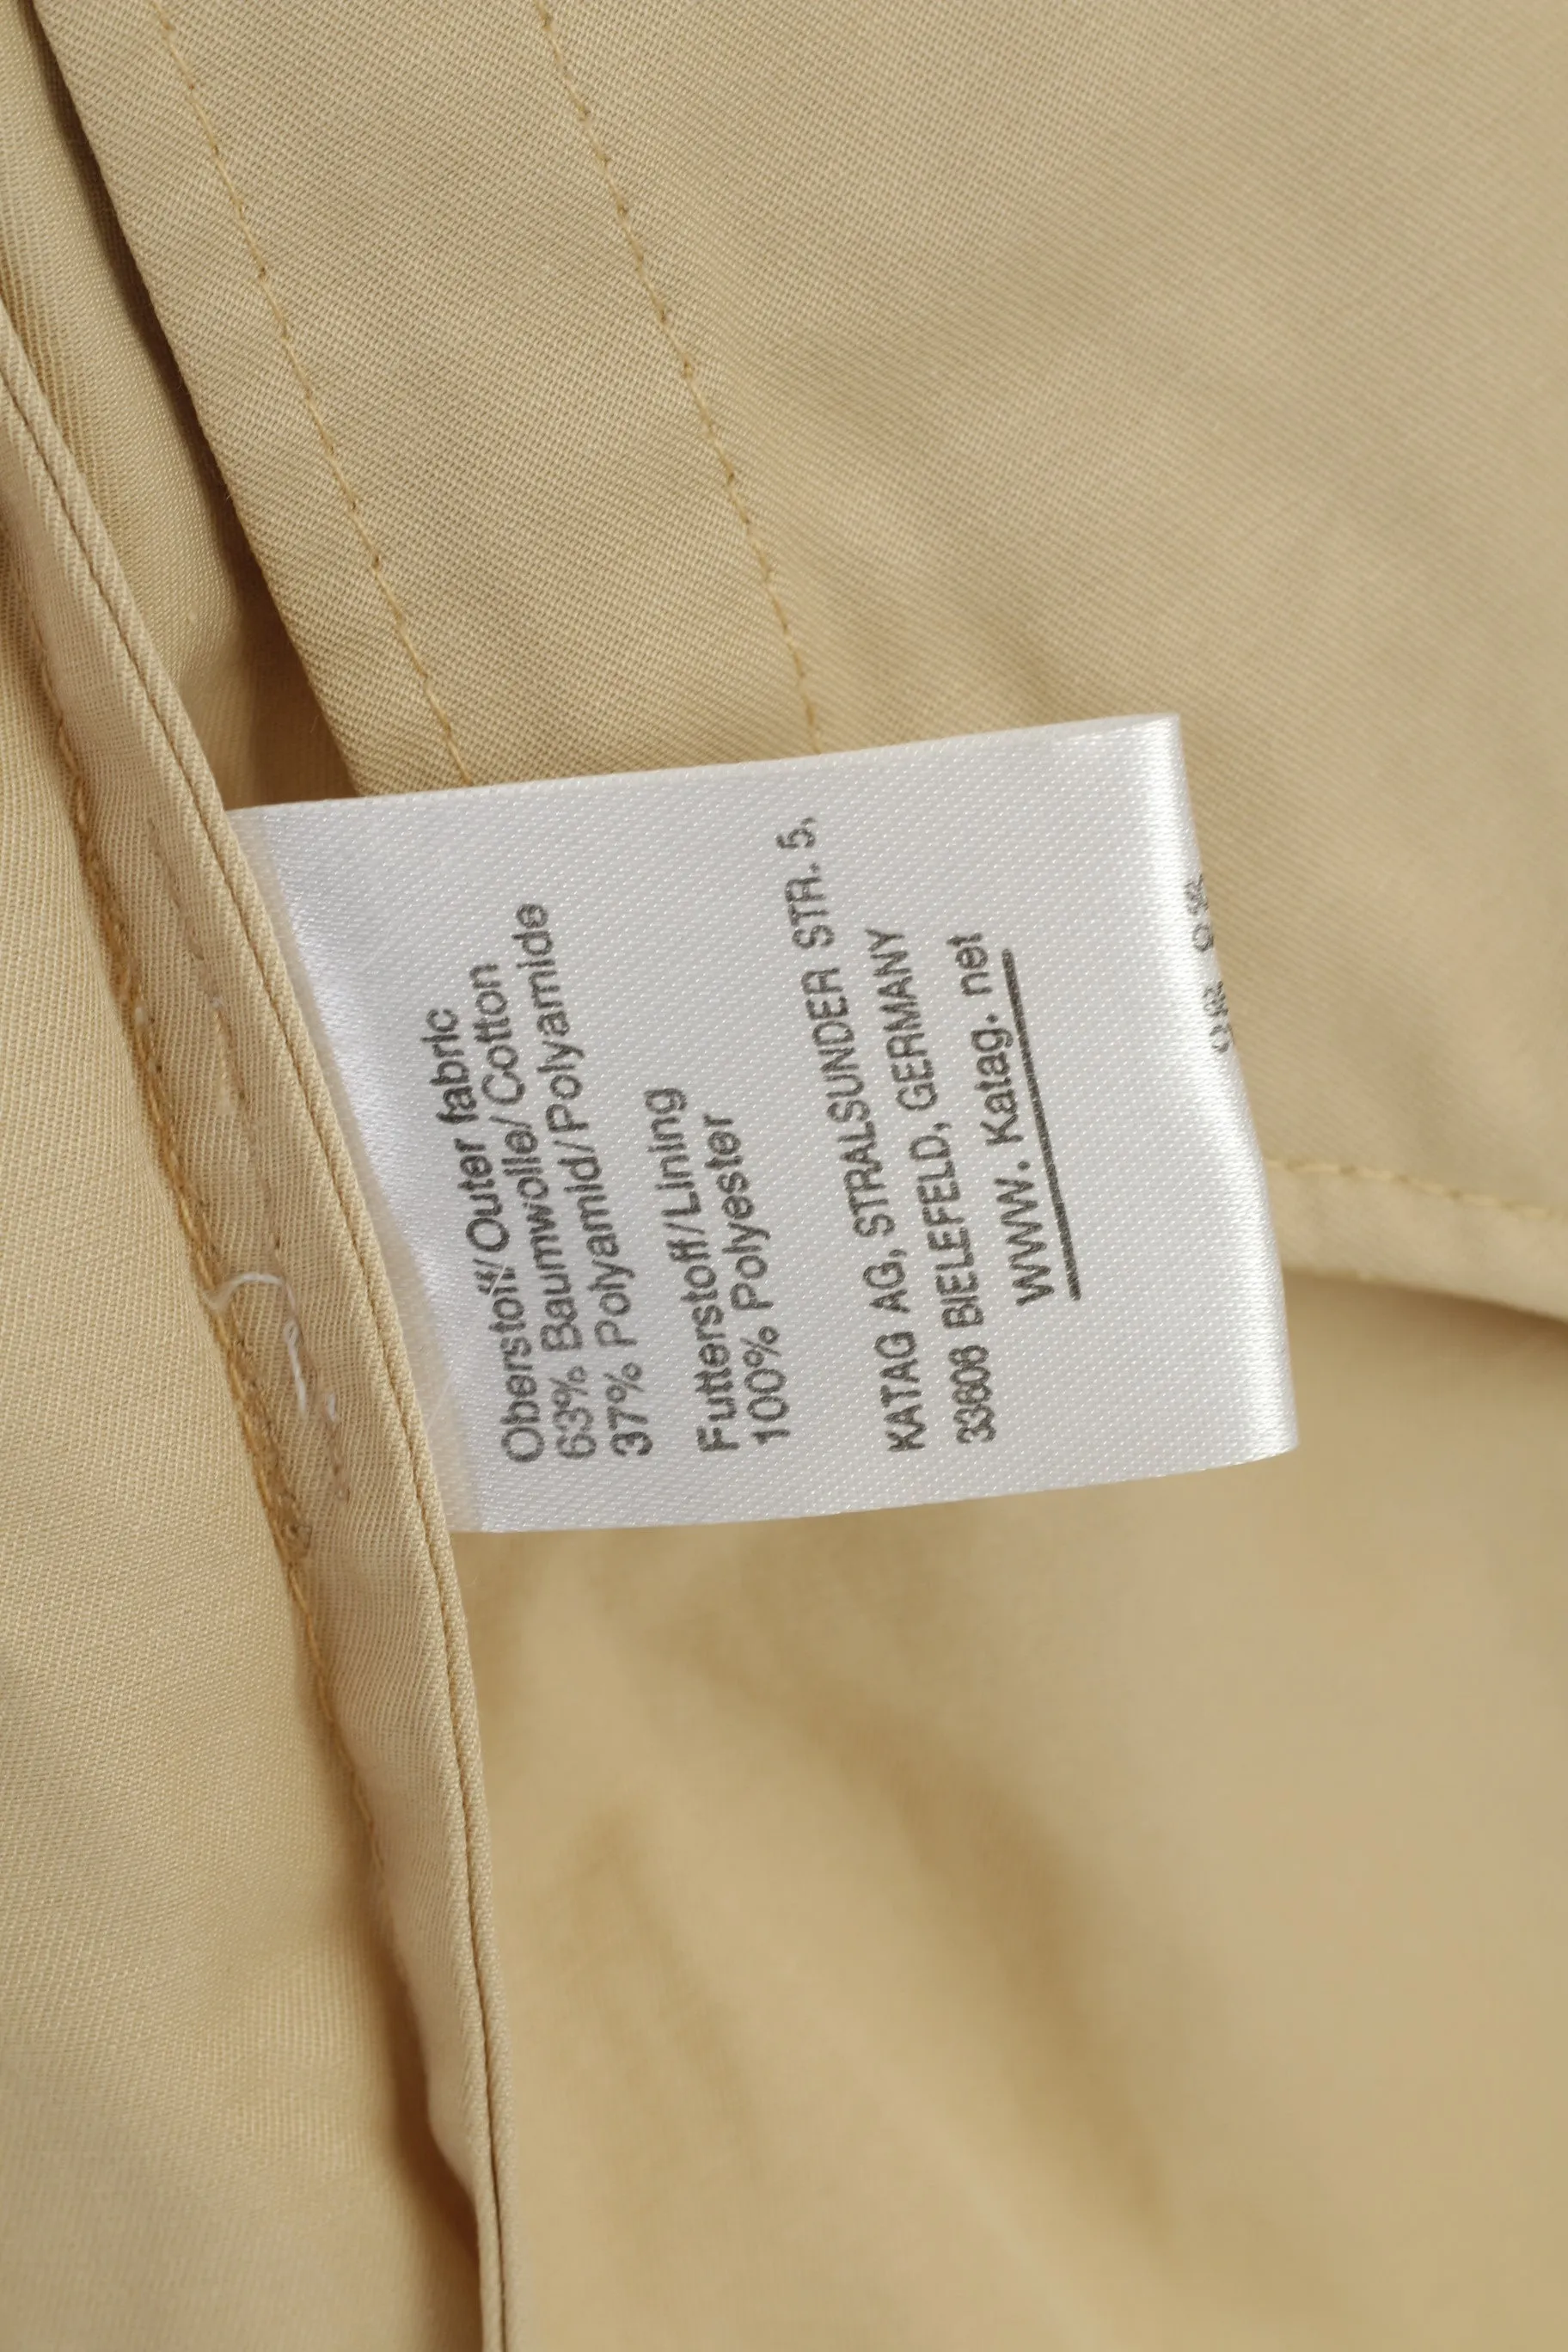 Oberstoff/Outer fabric
63% Baumwolle/Cotton
37% Polyamid/Polyamide
Futterstoff/Lining
100% Polyester
KATAG AG, STRALSUNDER STR. 5,
33606 BIELEFELD, GERMANY
WWW. Katag. net